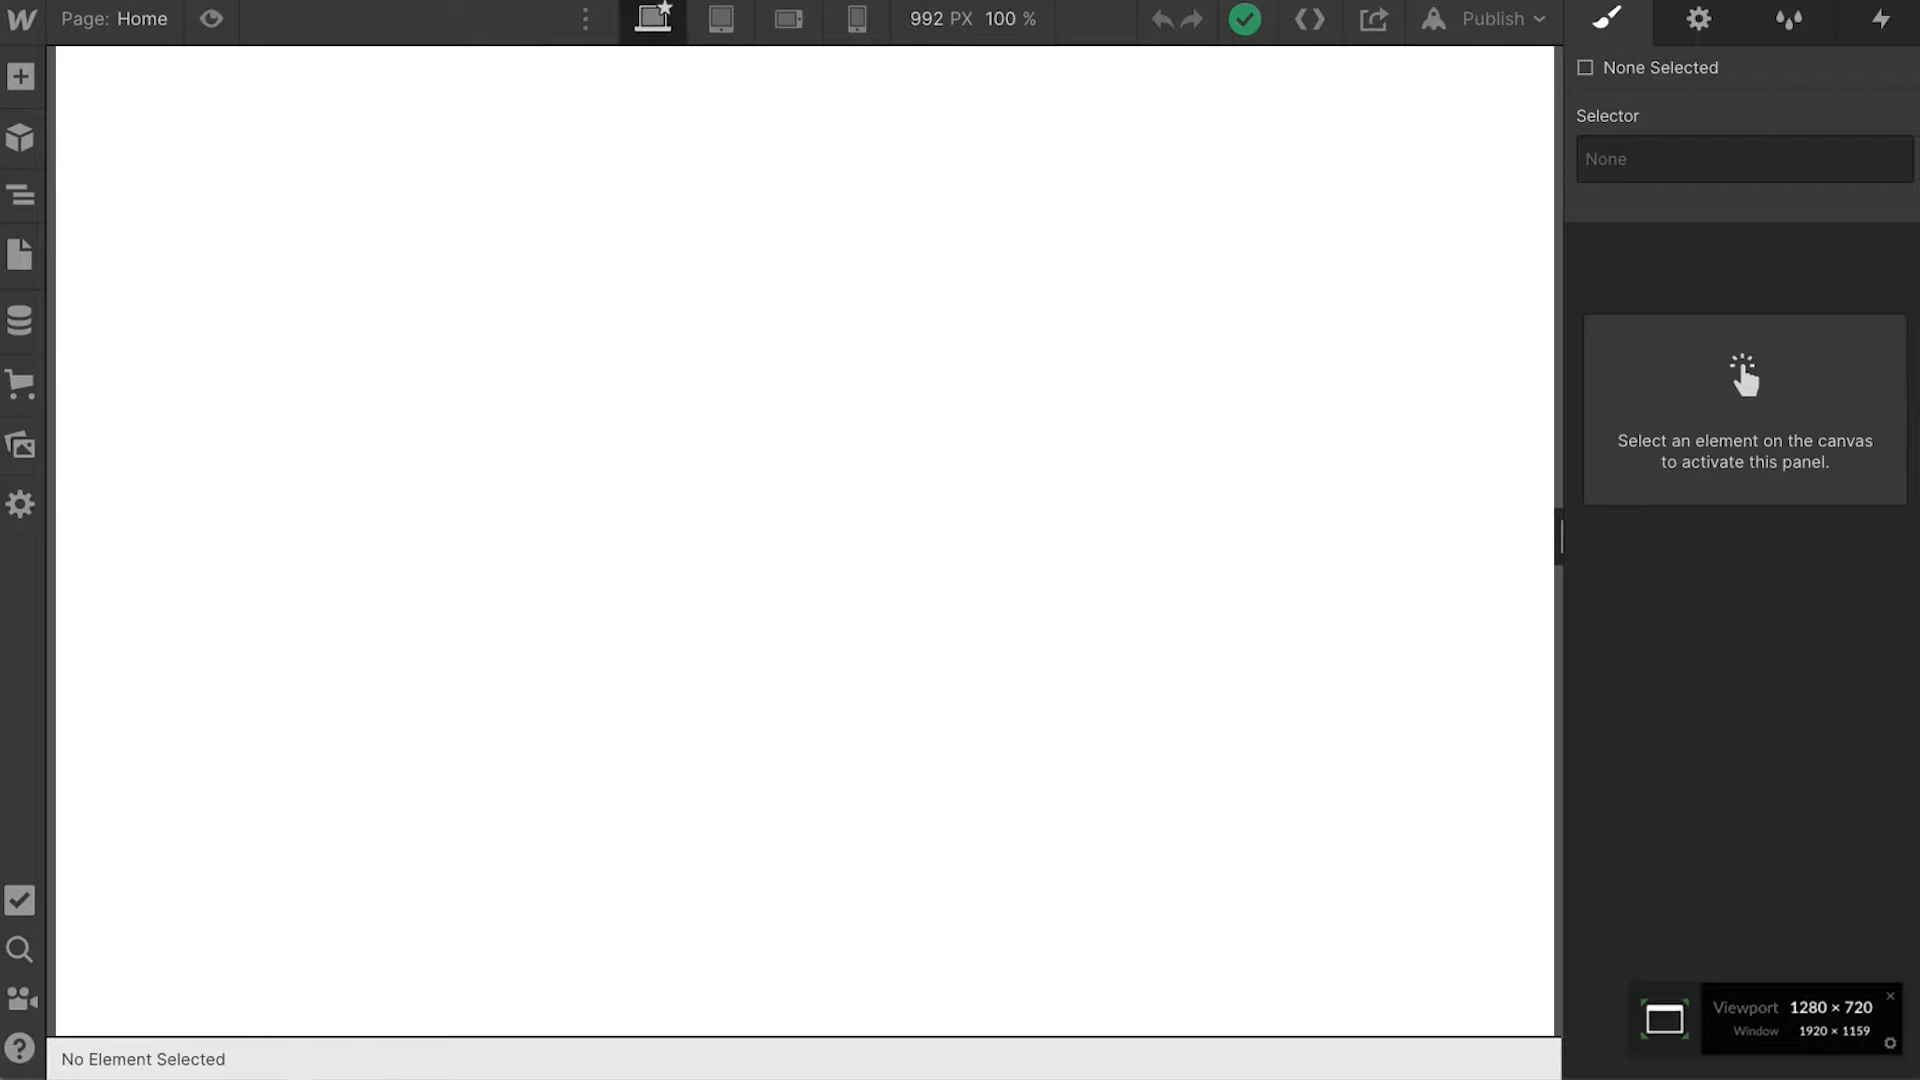 Page: Home
992 PX 100 %
Publish
None Selected
Selector
None
Select an element on the canvas
to activate this panel.
Viewport 1280 × 720
Window 1920 × 1159
No Element Selected